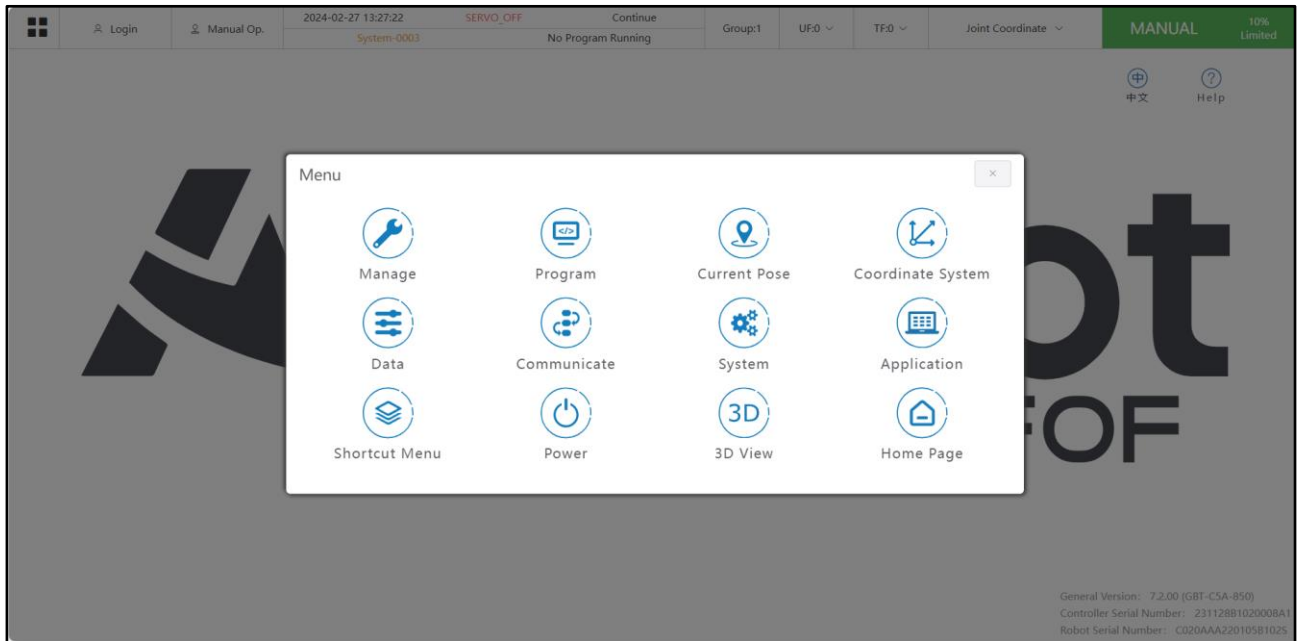 Login
Manual Op.
2024-02-27 13:27:22
SERVO_OFF
Continue
System-0003
No Program Running
Group:1
UF:0
TF:0
Joint Coordinate
MANUAL
10%
Limited
中
中文
?
Help
Menu
Manage
Program
Current Pose
Coordinate System
Data
Communicate
System
Application
Shortcut Menu
Power
3D
3D View
Home Page
General Version: 7.2.00 (GBT-C5A-850)
Controller Serial Number: 231128B1020008A1
Robot Serial Number: C020AAA220105B102S